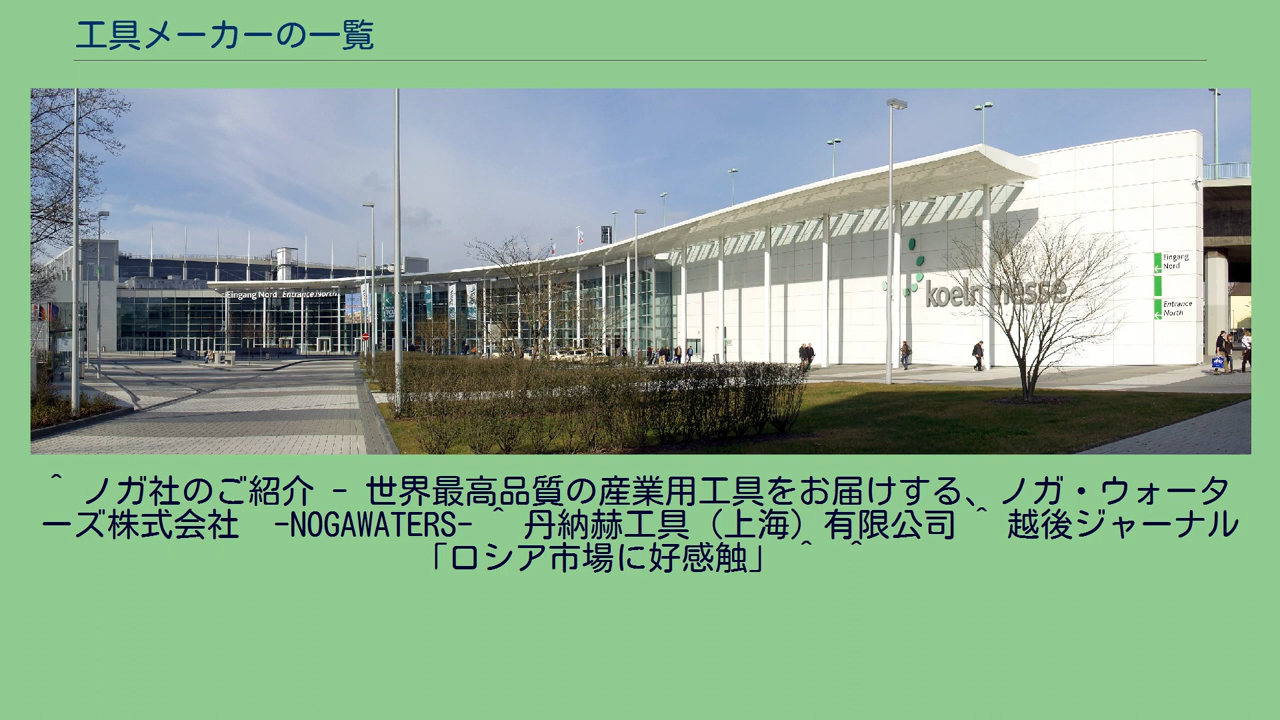 工具メーカーの一覧
Eingang Nord Entrance North
koelnmesse
Eingang
Nord
Entrance
North
^ ノガ社のご紹介 - 世界最高品質の産業用工具をお届けする、ノガ・ウォータ
ーズ株式会社　-NOGAWATERS- ^ 丹納赫工具（上海）有限公司 ^ 越後ジャーナル
「ロシア市場に好感触」 ^ ^